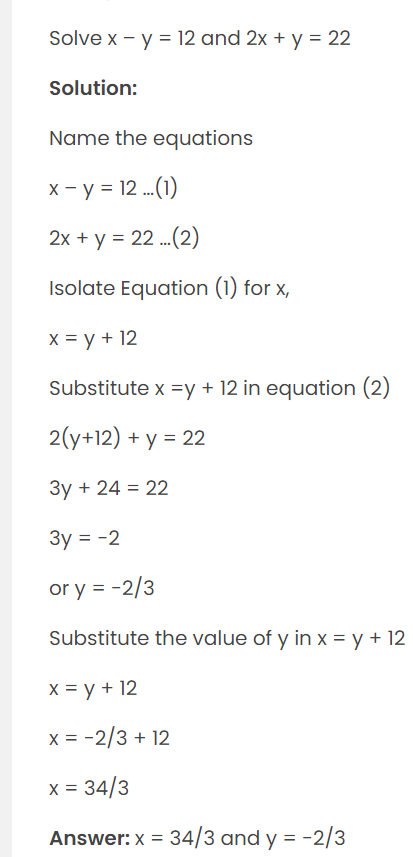 Solve x – y = 12 and 2x + y = 22
Solution:
Name the equations
x – y = 12 …(1)
2x + y = 22 …(2)
Isolate Equation (1) for x,
x = y + 12
Substitute x =y + 12 in equation (2)
2(y+12) + y = 22
3y + 24 = 22
3y = -2
or y = -2/3
Substitute the value of y in x = y + 12
x = y + 12
x = -2/3 + 12
x = 34/3
Answer: x = 34/3 and y = -2/3